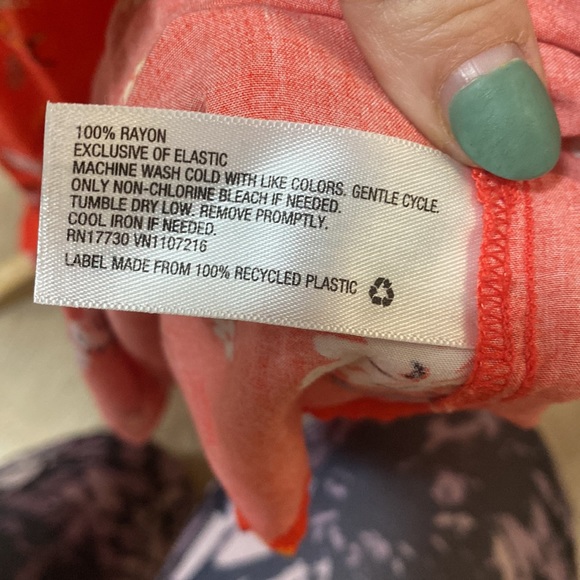 100% RAYON
EXCLUSIVE OF ELASTIC
MACHINE WASH COLD WITH LIKE COLORS. GENTLE CYCLE.
ONLY NON-CHLORINE BLEACH IF NEEDED.
TUMBLE DRY LOW. REMOVE PROMPTLY.
COOL IRON IF NEEDED.
RN17730 VN1107216
LABEL MADE FROM 100% RECYCLED PLASTIC